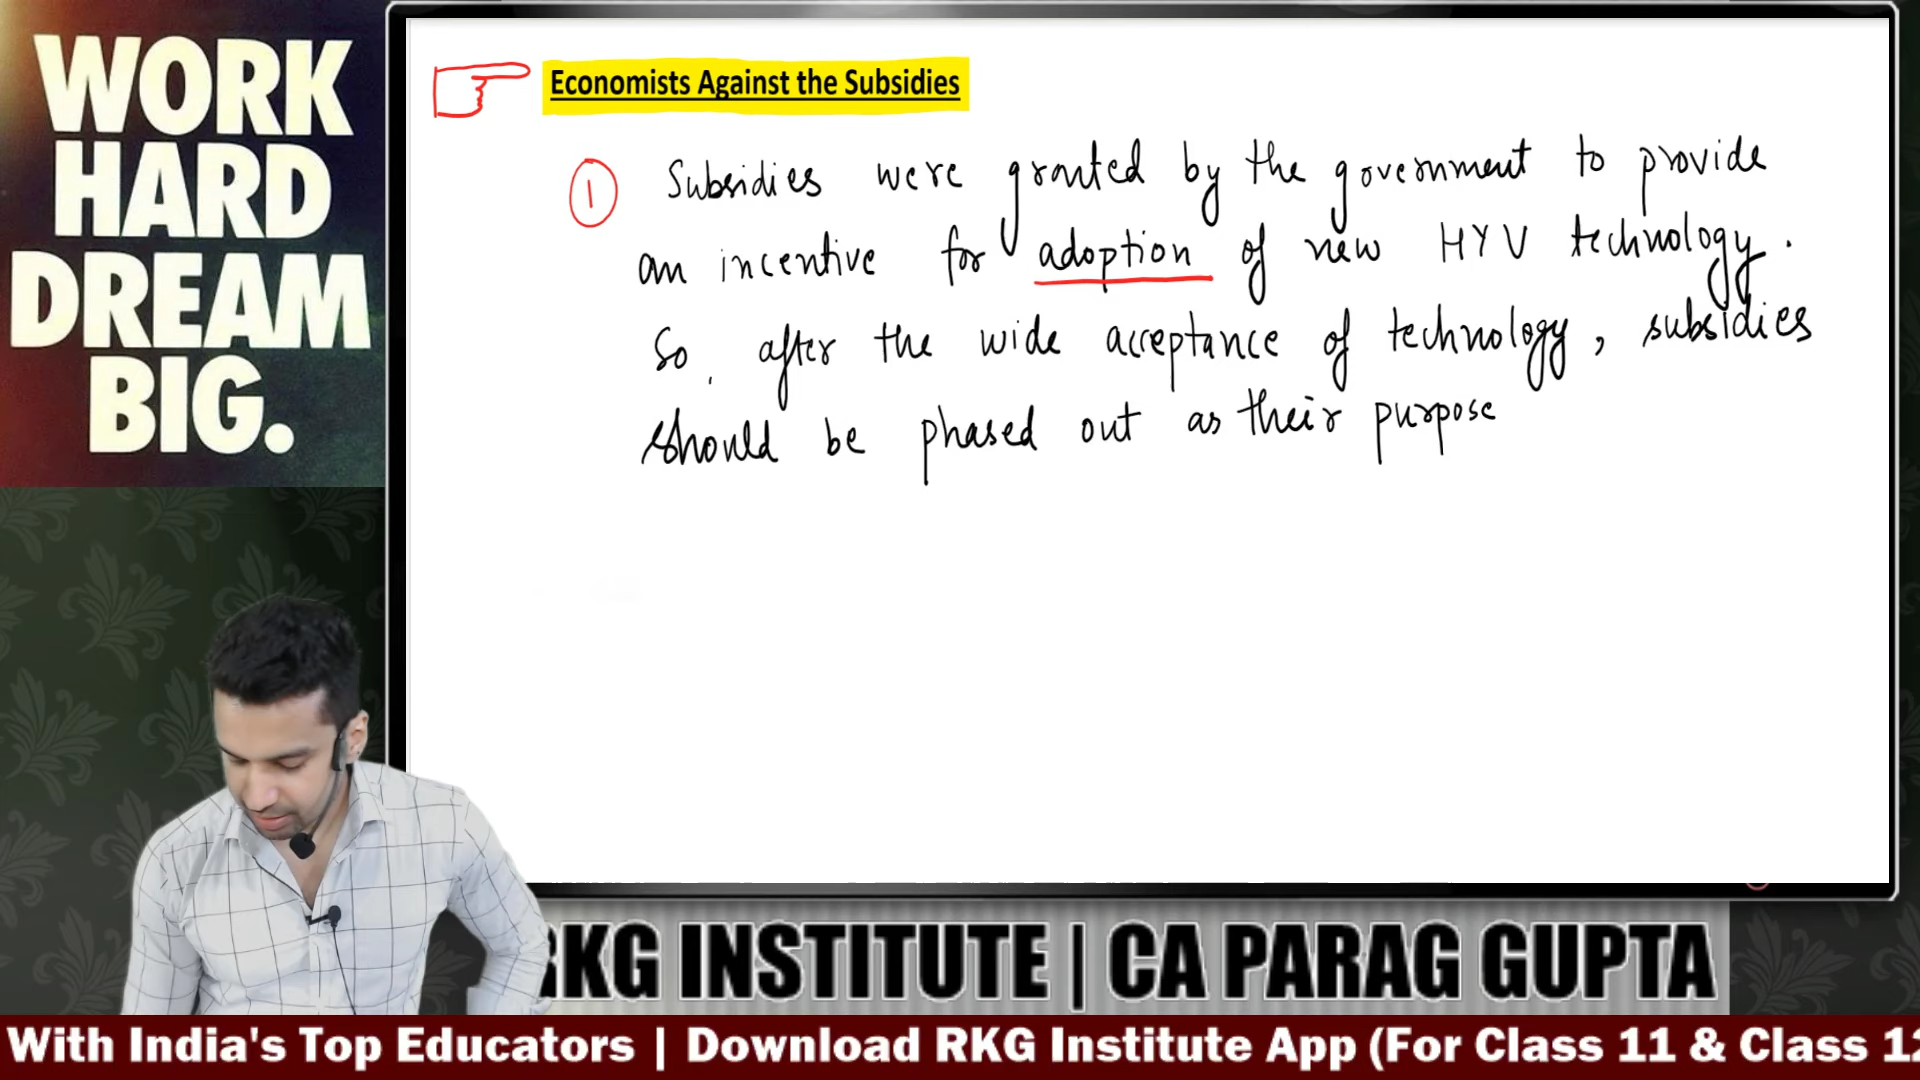 WORK
HARD
DREAM
BIG.
Economists Against the Subsidies
1 Subsidies were granted by the government to provide
an incentive for adoption of new HYV technology.
So, after the wide acceptance of technology, subsidies
should be phased out as their purpose
RKG INSTITUTE | CA PARAG GUPTA
With India's Top Educators | Download RKG Institute App (For Class 11 & Class 12